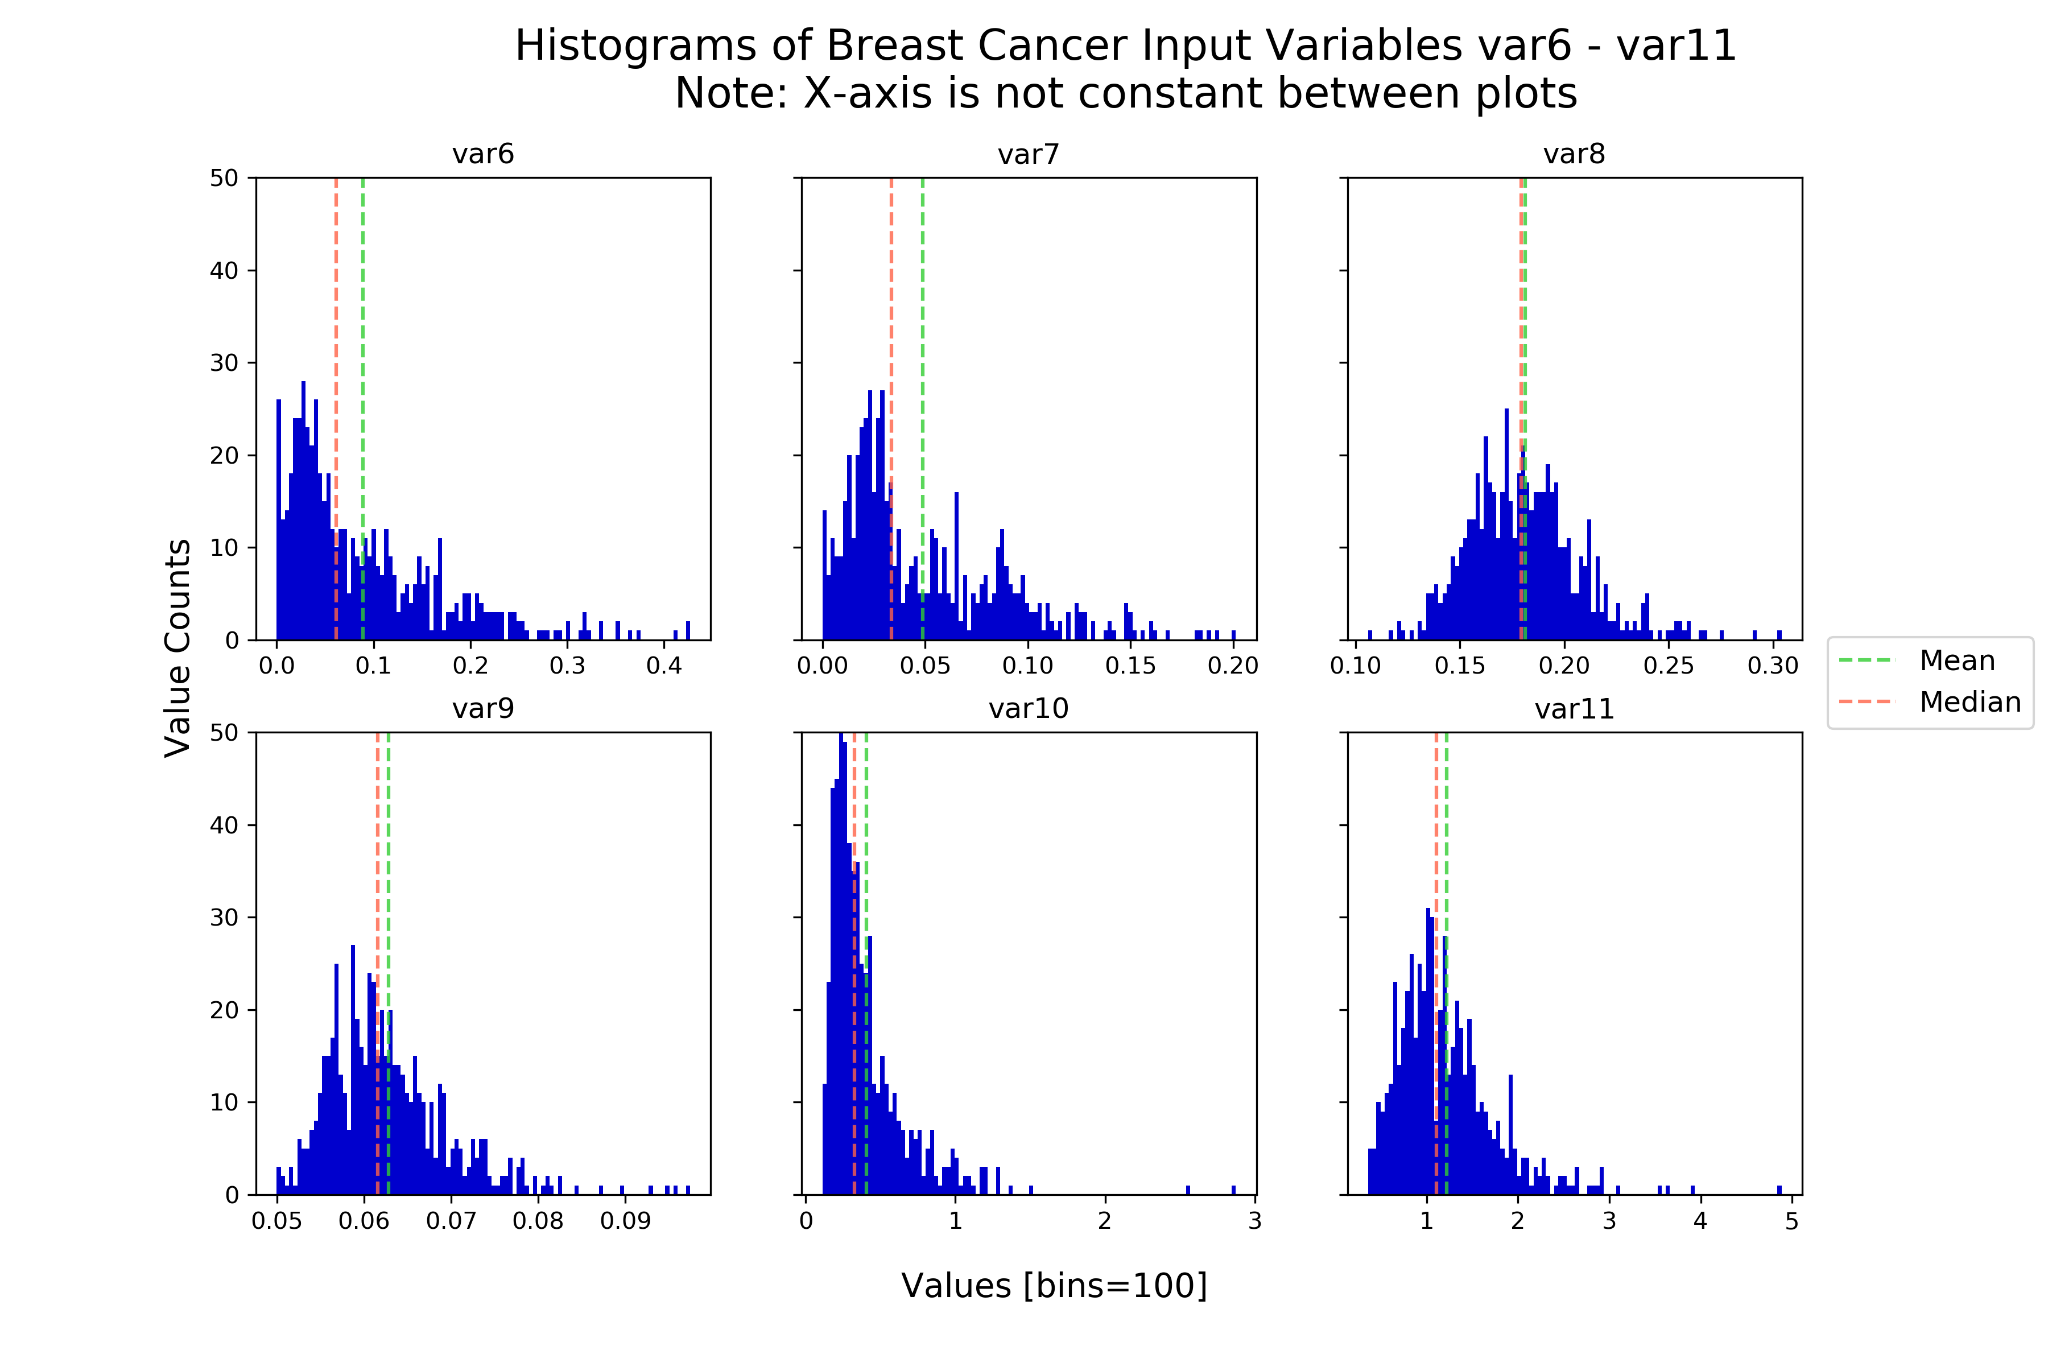 Histograms of Breast Cancer Input Variables var6 - var11
Note: X-axis is not constant between plots
var6
var7
var8
50
40
30
20
10
0
0.0 0.1 0.2 0.3 0.4
0.00 0.05 0.10 0.15 0.20
0.10 0.15 0.20 0.25 0.30
Value Counts
Mean
Median
var9
var10
var11
50
40
30
20
10
0
0.05 0.06 0.07 0.08 0.09
0 1 2 3
1 2 3 4 5
Values [bins=100]